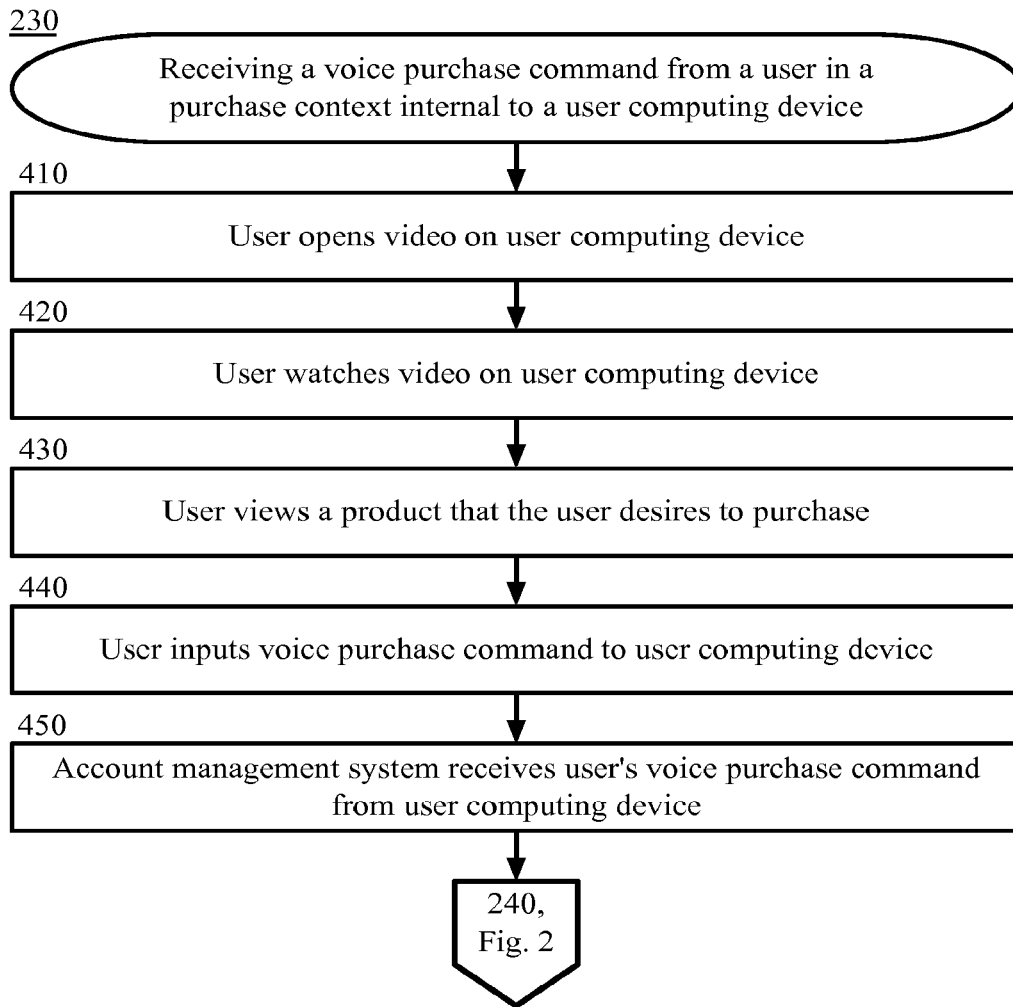 230
Receiving a voice purchase command from a user in a
purchase context internal to a user computing device
410
User opens video on user computing device
420
User watches video on user computing device
430
User views a product that the user desires to purchase
440
User inputs voice purchase command to user computing device
450
Account management system receives user's voice purchase command
from user computing device
240,
Fig. 2